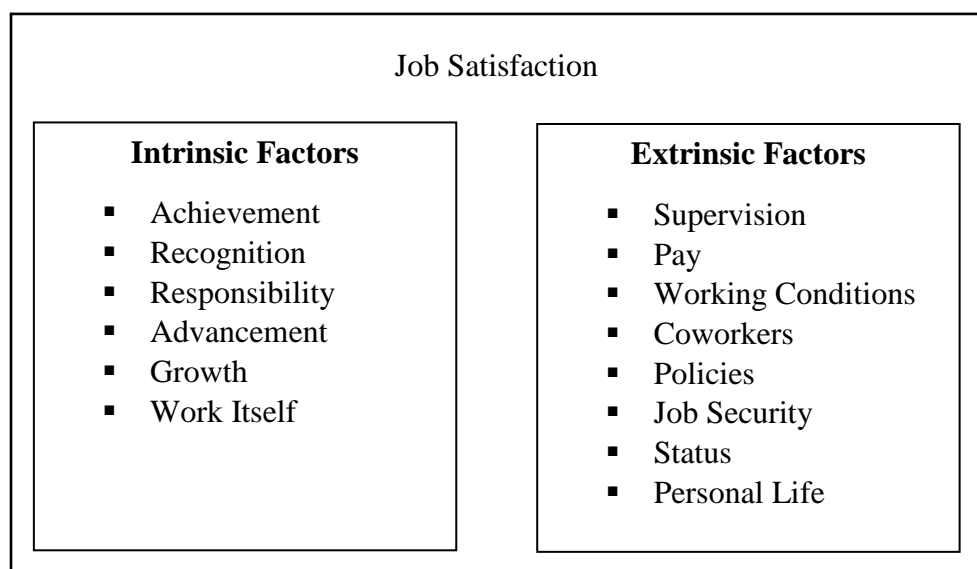 Job Satisfaction
Intrinsic Factors
▪ Achievement
▪ Recognition
▪ Responsibility
▪ Advancement
▪ Growth
▪ Work Itself
Extrinsic Factors
▪ Supervision
▪ Pay
▪ Working Conditions
▪ Coworkers
▪ Policies
▪ Job Security
▪ Status
▪ Personal Life